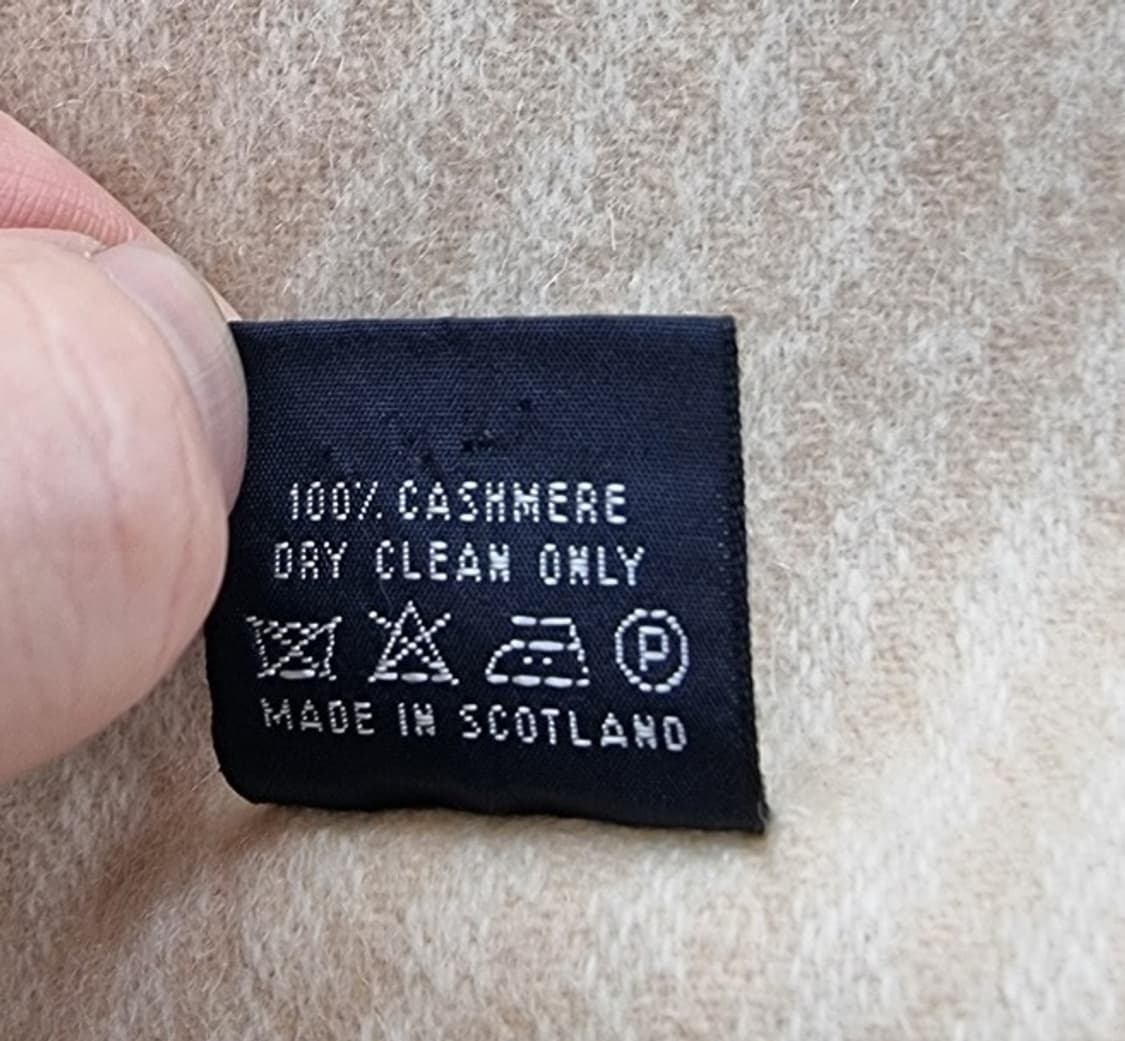 100% CASHMERE
DRY CLEAN ONLY
P
MADE IN SCOTLAND